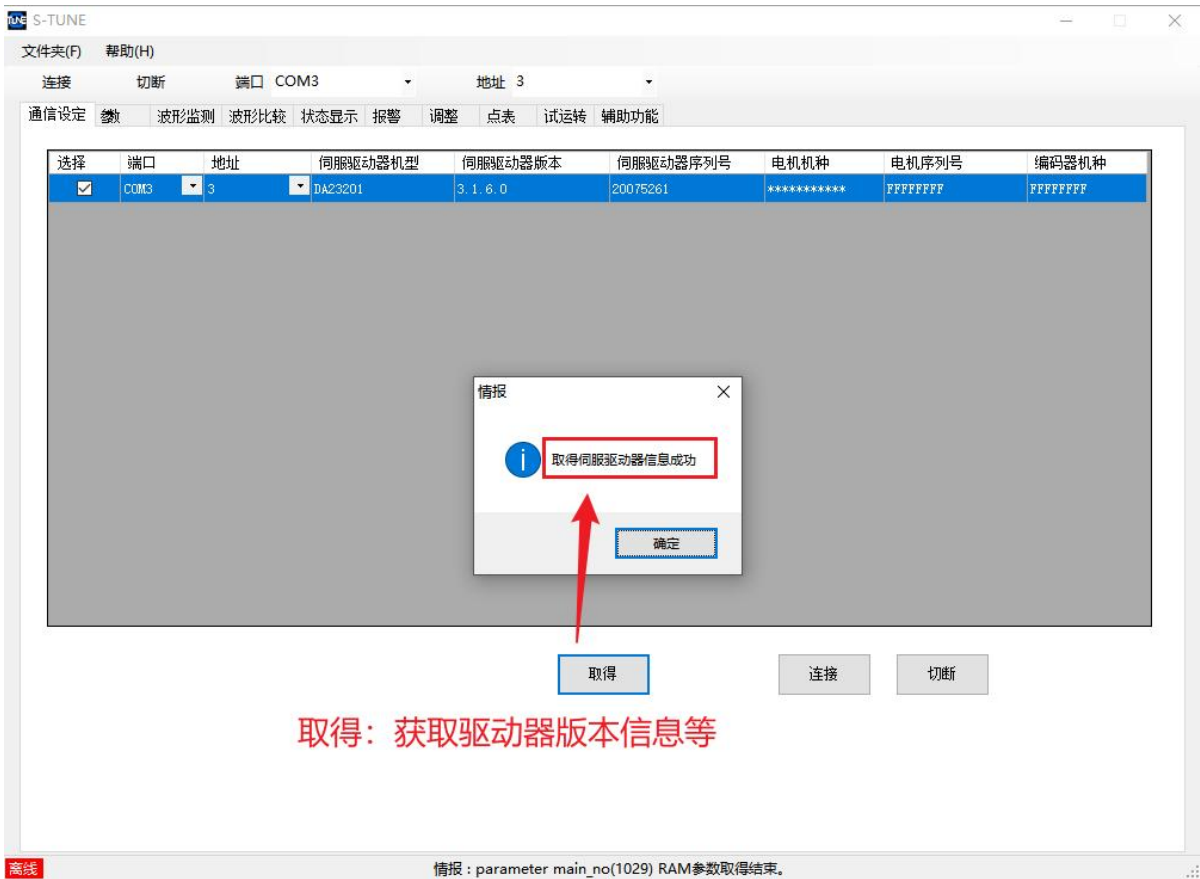 S-TUNE
文件夹(F) 帮助(H)
连接 切断 端口 COM3 地址 3
通信设定 参数 波形监测 波形比较 状态显示 报警 调整 点表 试运转 辅助功能
选择 端口 地址 伺服驱动器机型 伺服驱动器版本 伺服驱动器序列号 电机机种 电机序列号 编码器机种
COM3 3 DA23201 3.1.6.0 20075261 *********** FFFFFFFF FFFFFFFF
情报
取得伺服驱动器信息成功
确定
取得 连接 切断
取得：获取驱动器版本信息等
离线 情报：parameter main_no(1029) RAM参数取得结束。